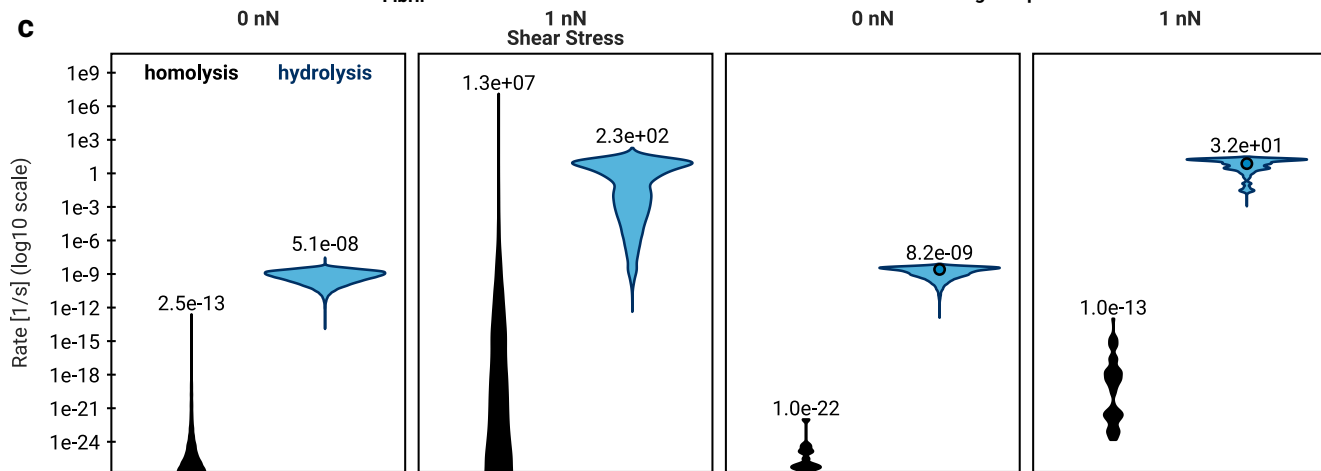 c
0 nN
1 nN
0 nN
1 nN
Shear Stress
homolysis
hydrolysis
Rate [1/s] (log10 scale)
1e9
1e6
1e3
1
1e-3
1e-6
1e-9
1e-12
1e-15
1e-18
1e-21
1e-24
2.5e-13
5.1e-08
1.3e+07
2.3e+02
1.0e-22
8.2e-09
1.0e-13
3.2e+01